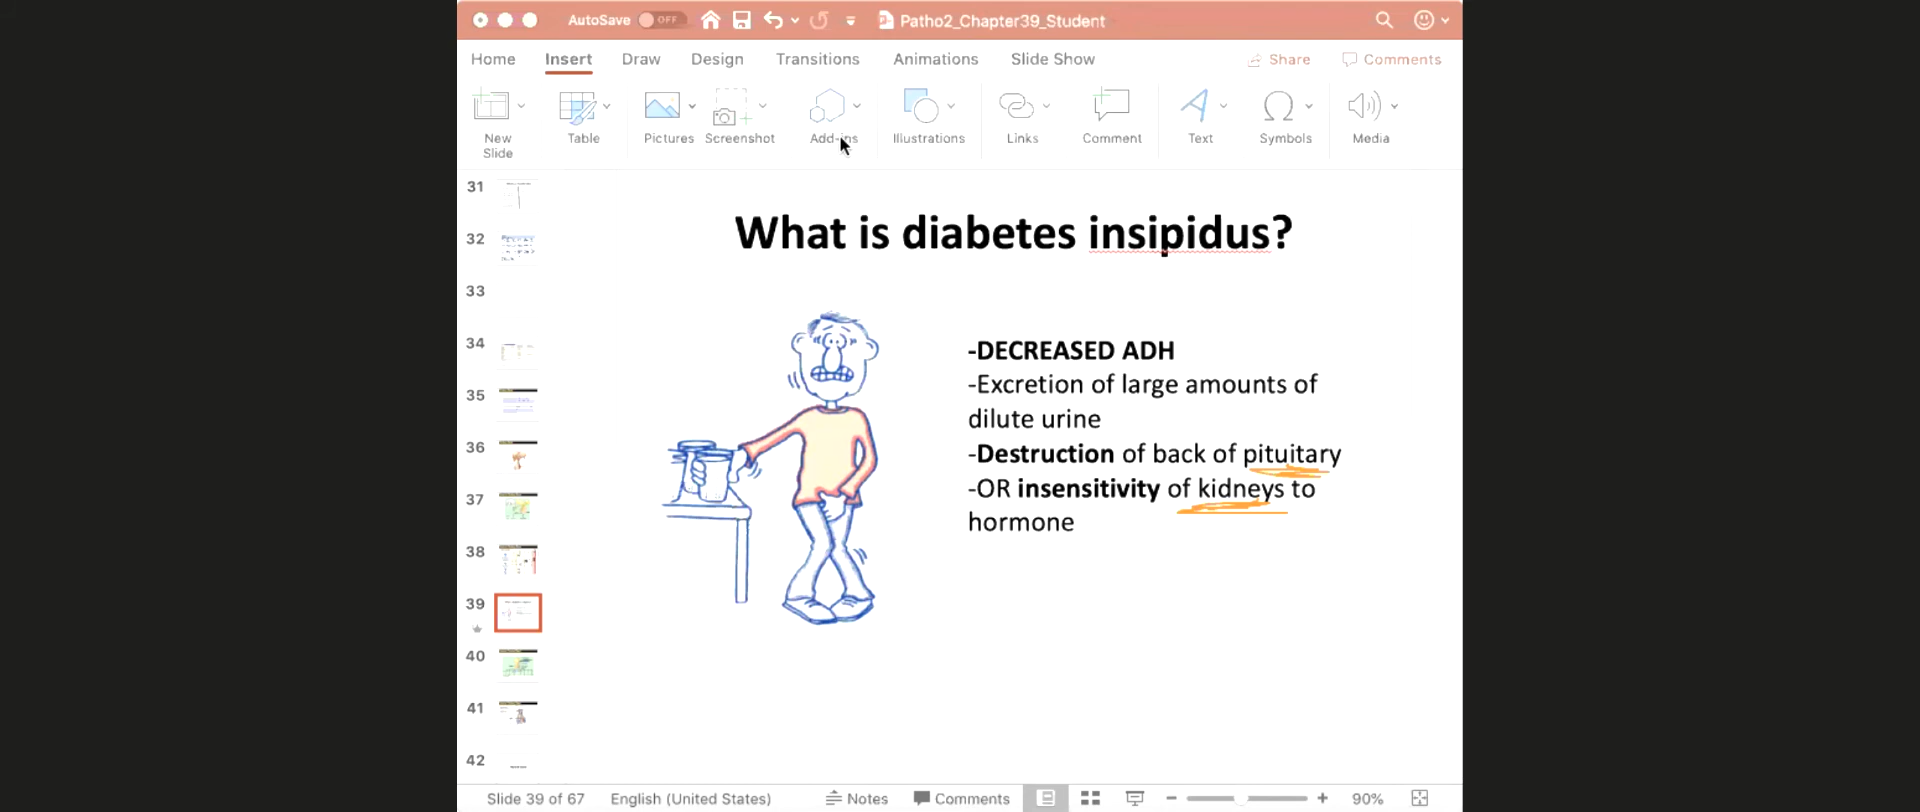 AutoSave OFF Patho2_Chapter39_Student
Home Insert Draw Design Transitions Animations Slide Show Share Comments
New Slide Table Pictures Screenshot Add-ins Illustrations Links Comment Text Symbols Media
31
32
33
34
35
36
37
38
39
40
41
42
What is diabetes insipidus?
-DECREASED ADH
-Excretion of large amounts of
dilute urine
-Destruction of back of pituitary
-OR insensitivity of kidneys to
hormone
Slide 39 of 67 English (United States) Notes Comments 90%